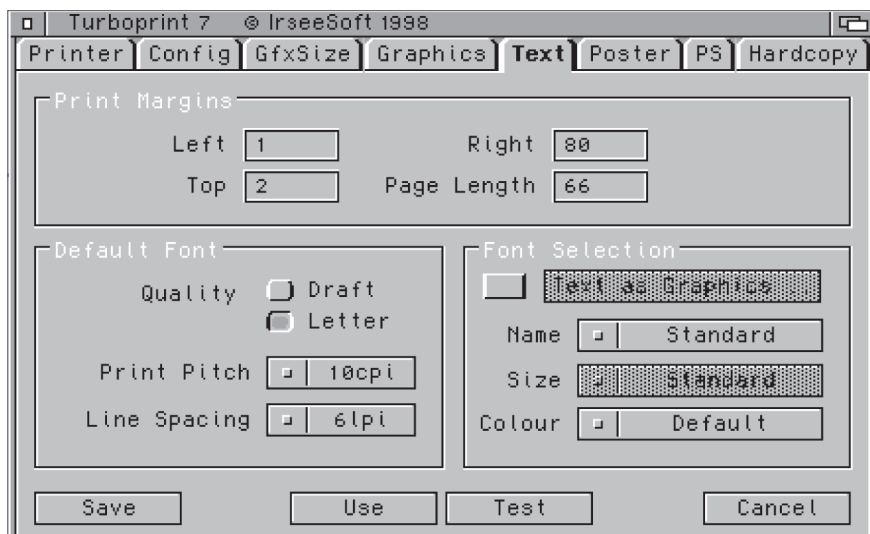 Turboprint 7 © IrseeSoft 1998
Printer Config GfxSize Graphics Text Poster PS Hardcopy
Print Margins
Left 1 Right 80
Top 2 Page Length 66
Default Font
Quality Draft
Letter
Print Pitch 10cpi
Line Spacing 6lpi
Font Selection
Text as Graphics
Name Standard
Size Standard
Colour Default
Save Use Test Cancel